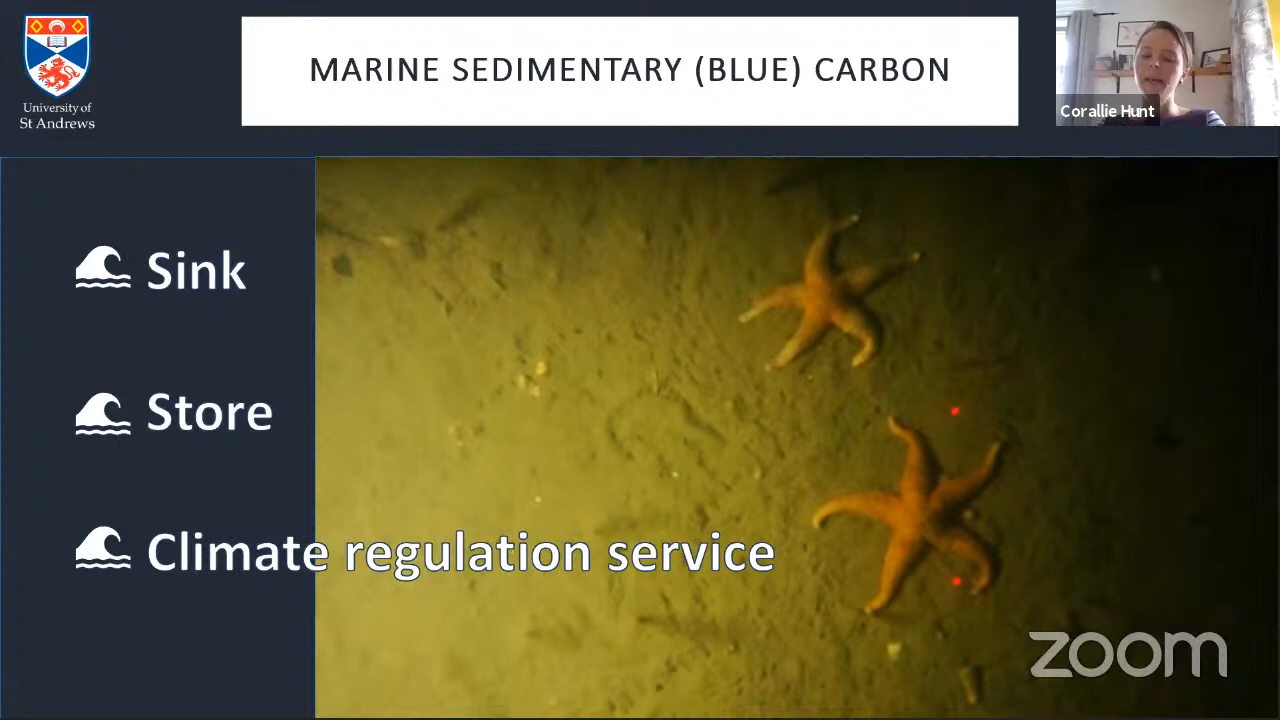 University of
St Andrews
MARINE SEDIMENTARY (BLUE) CARBON
Corallie Hunt
Sink
Store
Climate regulation service
zoom